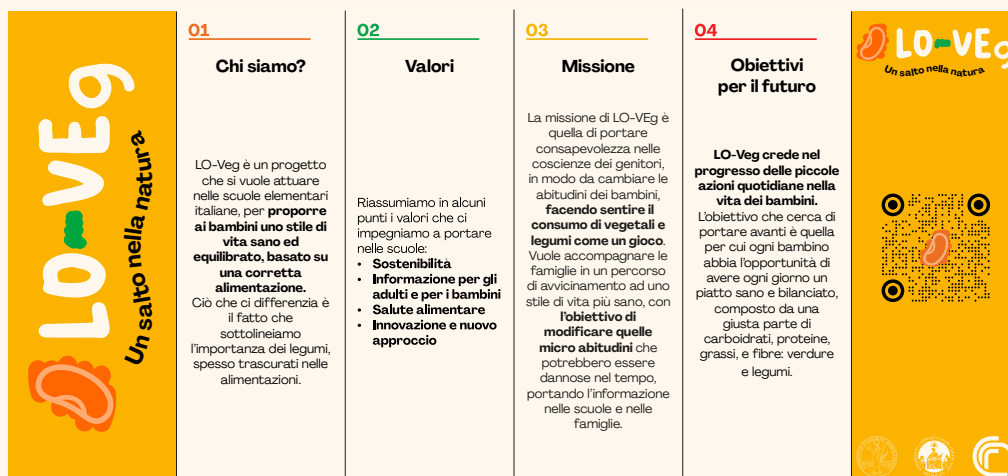 LO-VEg
Un salto nella natura
01
Chi siamo?
LO-Veg è un progetto
che si vuole attuare
nelle scuole elementari
italiane, per proporre
ai bambini uno stile di
vita sano ed
equilibrato, basato su
una corretta
alimentazione.
Ciò che ci differenzia è
il fatto che
sottolineiamo
l'importanza dei legumi,
spesso trascurati nelle
alimentazioni.
02
Valori
Riassumiamo in alcuni
punti i valori che ci
impegniamo a portare
nelle scuole:
• Sostenibilità
• Informazione per gli
adulti e per i bambini
• Salute alimentare
• Innovazione e nuovo
approccio
03
Missione
La missione di LO-VEg è
quella di portare
consapevolezza nelle
coscienze dei genitori,
in modo da cambiare le
abitudini dei bambini,
facendo sentire il
consumo di vegetali e
legumi come un gioco.
Vuole accompagnare le
famiglie in un percorso
di avvicinamento ad uno
stile di vita più sano, con
l'obiettivo di
modificare quelle
micro abitudini che
potrebbero essere
dannose nel tempo,
portando l'informazione
nelle scuole e nelle
famiglie.
04
Obiettivi
per il futuro
LO-Veg crede nel
progresso delle piccole
azioni quotidiane nella
vita dei bambini.
L'obiettivo che cerca di
portare avanti è quella
per cui ogni bambino
abbia l'opportunità di
avere ogni giorno un
piatto sano e bilanciato,
composto da una
giusta parte di
carboidrati, proteine,
grassi, e fibre: verdure
e legumi.
LO-VEg
Un salto nella natura